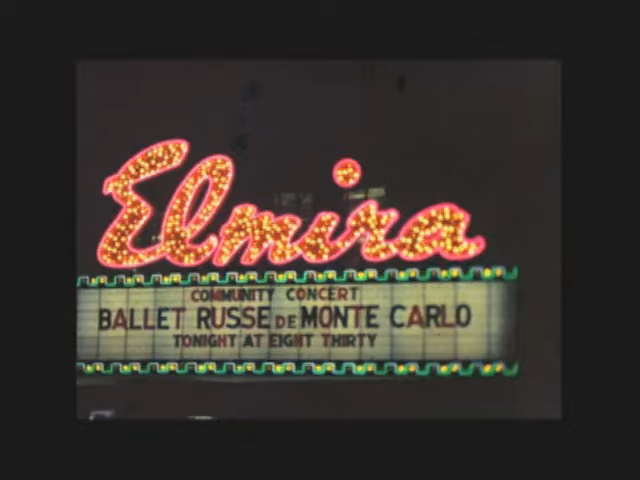 Elmira
COMMUNITY CONCERT
BALLET RUSSE DE MONTE CARLO
TONIGHT AT EIGHT THIRTY